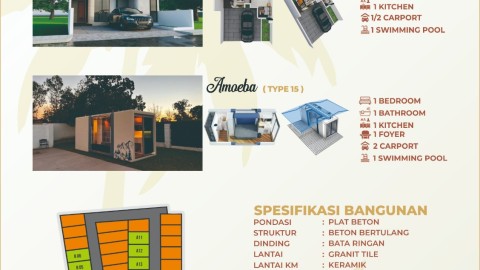 1 KITCHEN
1/2 CARPORT
1 SWIMMING POOL
Amoeba ( TYPE 15 )
1 BEDROOM
1 BATHROOM
1 KITCHEN
1 FOYER
2 CARPORT
1 SWIMMING POOL
SPESIFIKASI BANGUNAN
PONDASI : PLAT BETON
STRUKTUR : BETON BERTULANG
DINDING : BATA RINGAN
LANTAI : GRANIT TILE
LANTAI KM : KERAMIK